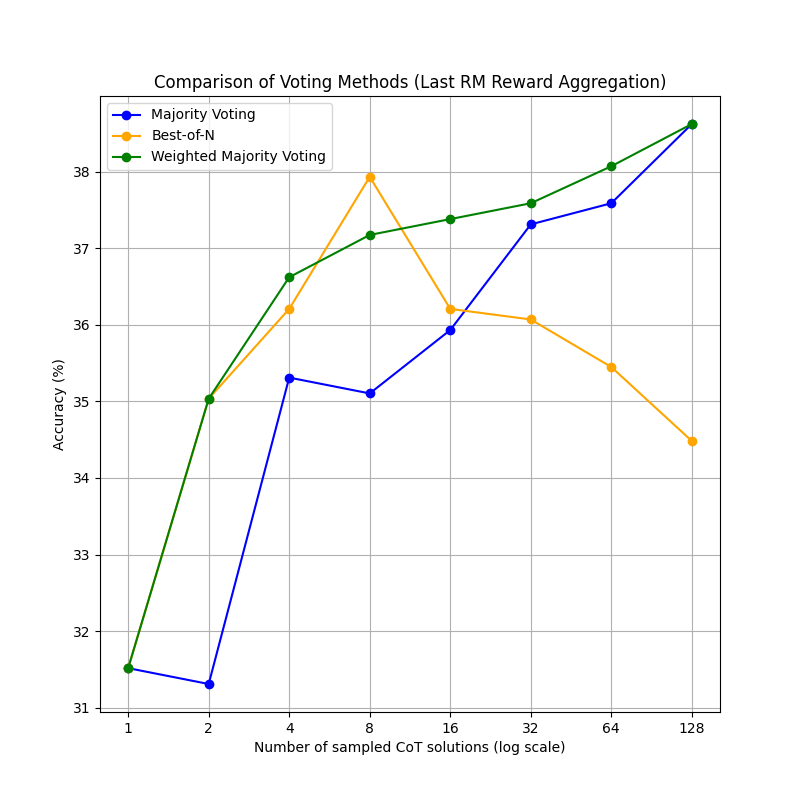 Comparison of Voting Methods (Last RM Reward Aggregation)
Majority Voting
Best-of-N
Weighted Majority Voting
Accuracy (%)
38
37
36
35
34
33
32
31
1 2 4 8 16 32 64 128
Number of sampled CoT solutions (log scale)